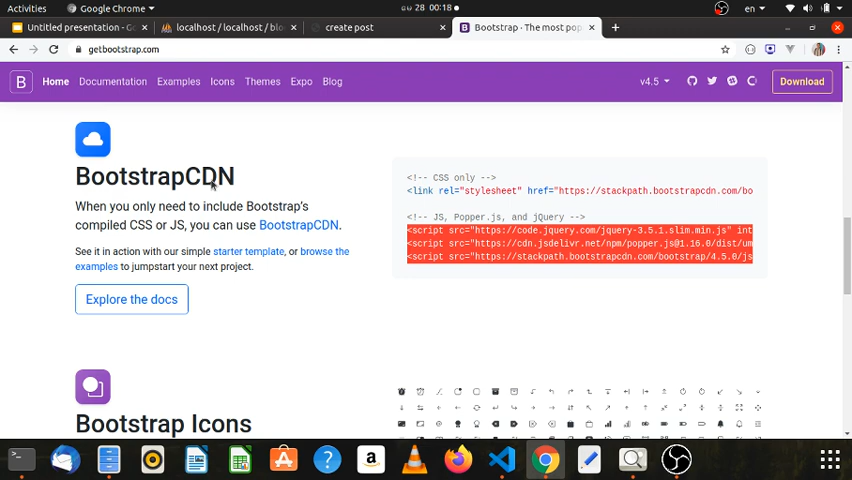 Activities
Google Chrome
28 00:18
en
Untitled presentation -
localhost / localhost / blo
create post
Bootstrap · The most pop
getbootstrap.com
B
Home
Documentation
Examples
Icons
Themes
Expo
Blog
v4.5
Download
BootstrapCDN
When you only need to include Bootstrap's
compiled CSS or JS, you can use BootstrapCDN.
See it in action with our simple starter template, or browse the
examples to jumpstart your next project.
Explore the docs
<!-- CSS only -->
<link rel="stylesheet" href="https://stackpath.bootstrapcdn.com/bo
<!-- JS, Popper.js, and jQuery -->
<script src="https://code.jquery.com/jquery-3.5.1.slim.min.js" int
<script src="https://cdn.jsdelivr.net/npm/popper.js@1.16.0/dist/um
<script src="https://stackpath.bootstrapcdn.com/bootstrap/4.5.0/js
Bootstrap Icons